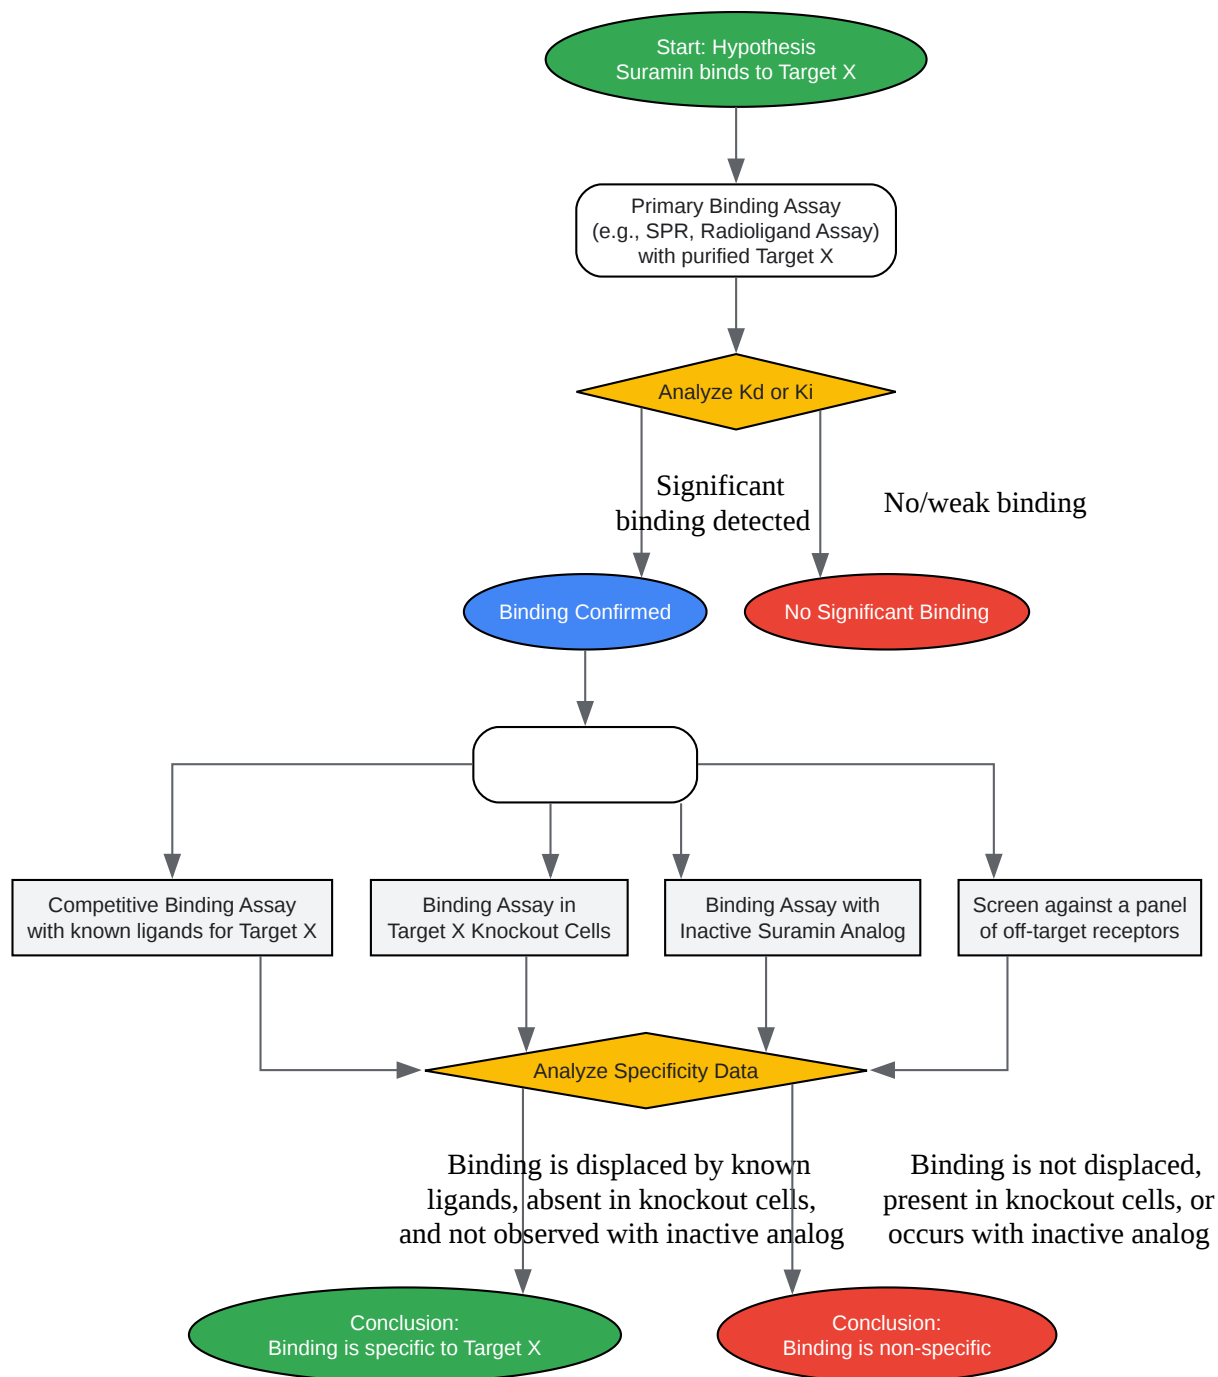 Start: Hypothesis
Suramin binds to Target X
Primary Binding Assay
(e.g., SPR, Radioligand Assay)
with purified Target X
Analyze Kd or Ki
Significant
binding detected
No/weak binding
Binding Confirmed
No Significant Binding
Competitive Binding Assay
with known ligands for Target X
Binding Assay in
Target X Knockout Cells
Binding Assay with
Inactive Suramin Analog
Screen against a panel
of off-target receptors
Analyze Specificity Data
Binding is displaced by known
ligands, absent in knockout cells,
and not observed with inactive analog
Binding is not displaced,
present in knockout cells, or
occurs with inactive analog
Conclusion:
Binding is specific to Target X
Conclusion:
Binding is non-specific